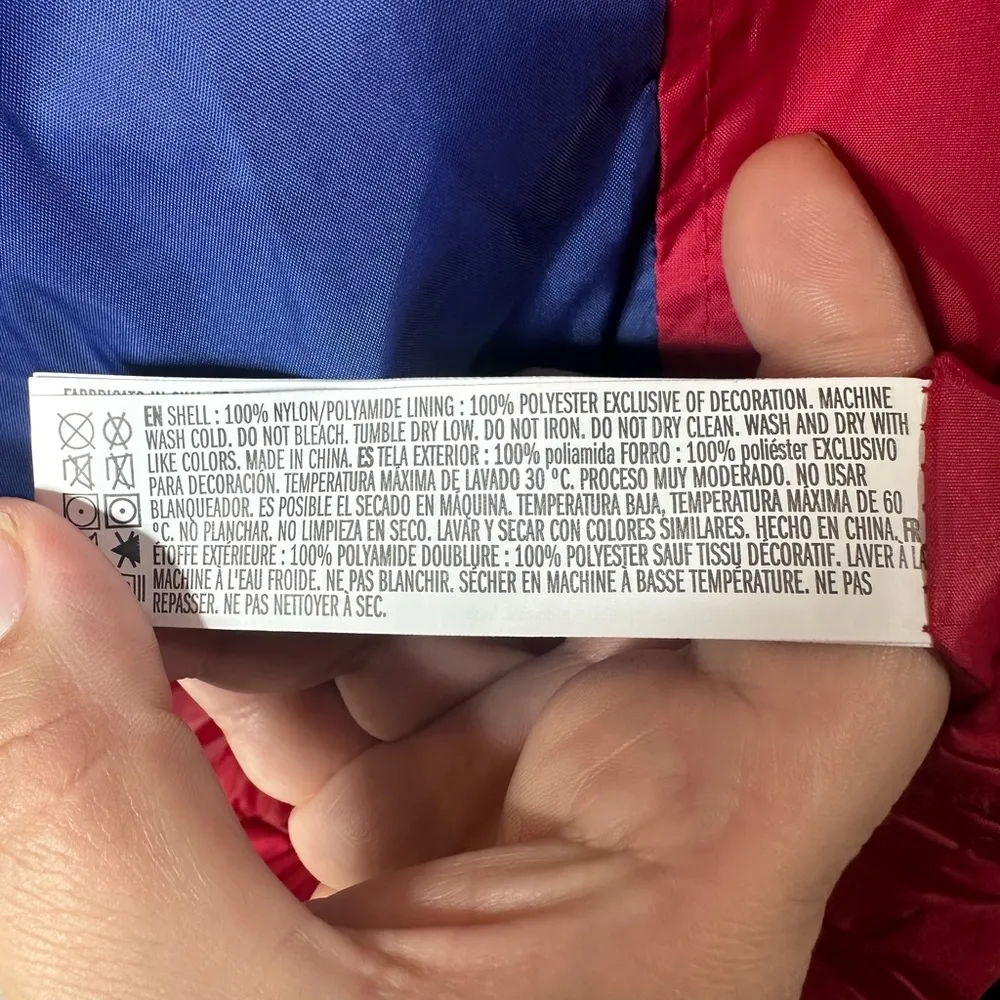 EN SHELL : 100% NYLON/POLYAMIDE LINING : 100% POLYESTER EXCLUSIVE OF DECORATION. MACHINE
WASH COLD. DO NOT BLEACH. TUMBLE DRY LOW. DO NOT IRON. DO NOT DRY CLEAN. WASH AND DRY WITH
LIKE COLORS. MADE IN CHINA. ES TELA EXTERIOR : 100% poliamida FORRO : 100% poliéster EXCLUSIVO
PARA DECORACIÓN. TEMPERATURA MÁXIMA DE LAVADO 30 °C. PROCESO MUY MODERADO. NO USAR
BLANQUEADOR. ES POSIBLE EL SECADO EN MÁQUINA. TEMPERATURA BAJA, TEMPERATURA MÁXIMA DE 60
°C. NO PLANCHAR. NO LIMPIEZA EN SECO. LAVAR Y SECAR CON COLORES SIMILARES. HECHO EN CHINA. FR
ÉTOFFE EXTÉRIEURE : 100% POLYAMIDE DOUBLURE : 100% POLYESTER SAUF TISSU DÉCORATIF. LAVER À LA
MACHINE À L'EAU FROIDE. NE PAS BLANCHIR. SÉCHER EN MACHINE À BASSE TEMPÉRATURE. NE PAS
REPASSER. NE PAS NETTOYER À SEC.